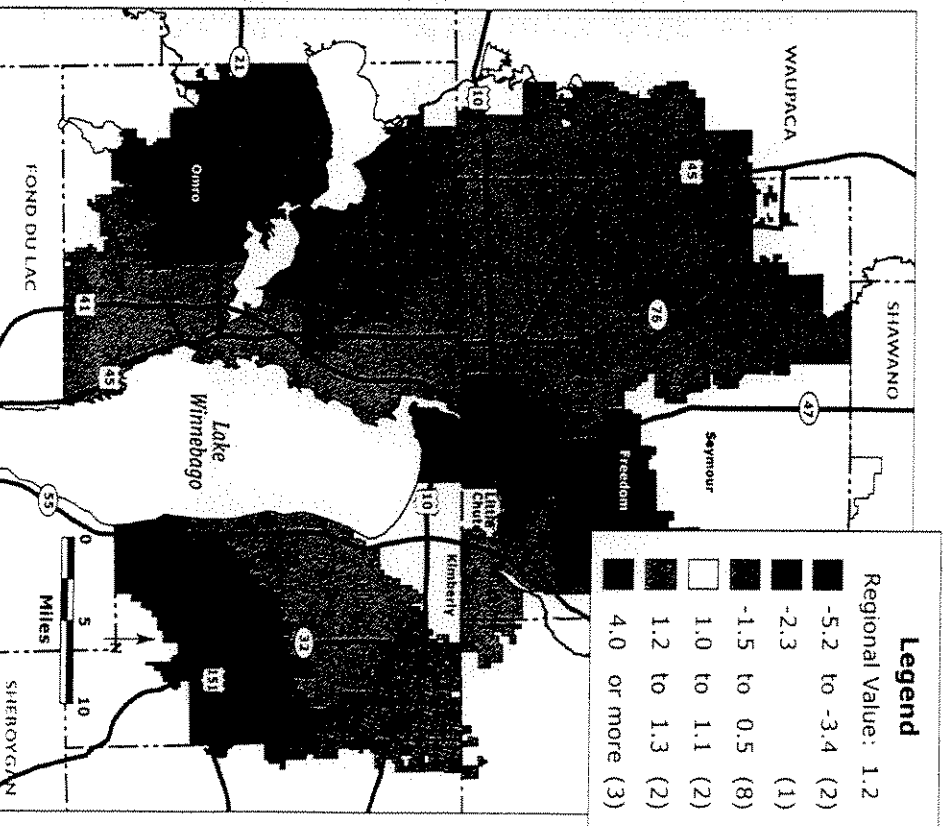 Legend
Regional Value: 1.2
-5.2 to -3.4 (2)
-2.3 (1)
-1.5 to 0.5 (8)
1.0 to 1.1 (2)
1.2 to 1.3 (2)
4.0 or more (3)
WAUPACA
SHAWANO
45
76
47
Seymour
Freedom
10
21
Omro
Little
Chute
10
Kimberly
Lake
Winnebago
41
45
FOND DU LAC
55
32
151
0 5 10
Miles
N
SHEBOYGAN